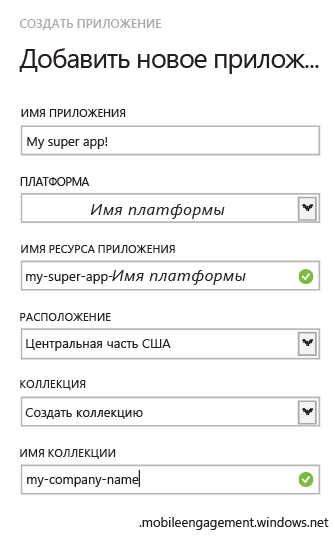 СОЗДАТЬ ПРИЛОЖЕНИЕ
Добавить новое прилож...
ИМЯ ПРИЛОЖЕНИЯ
My super app!
ПЛАТФОРМА
Имя платформы
ИМЯ РЕСУРСА ПРИЛОЖЕНИЯ
my-super-app-Имя платформы
РАСПОЛОЖЕНИЕ
Центральная часть США
КОЛЛЕКЦИЯ
Создать коллекцию
ИМЯ КОЛЛЕКЦИИ
my-company-name
.mobileengagement.windows.net